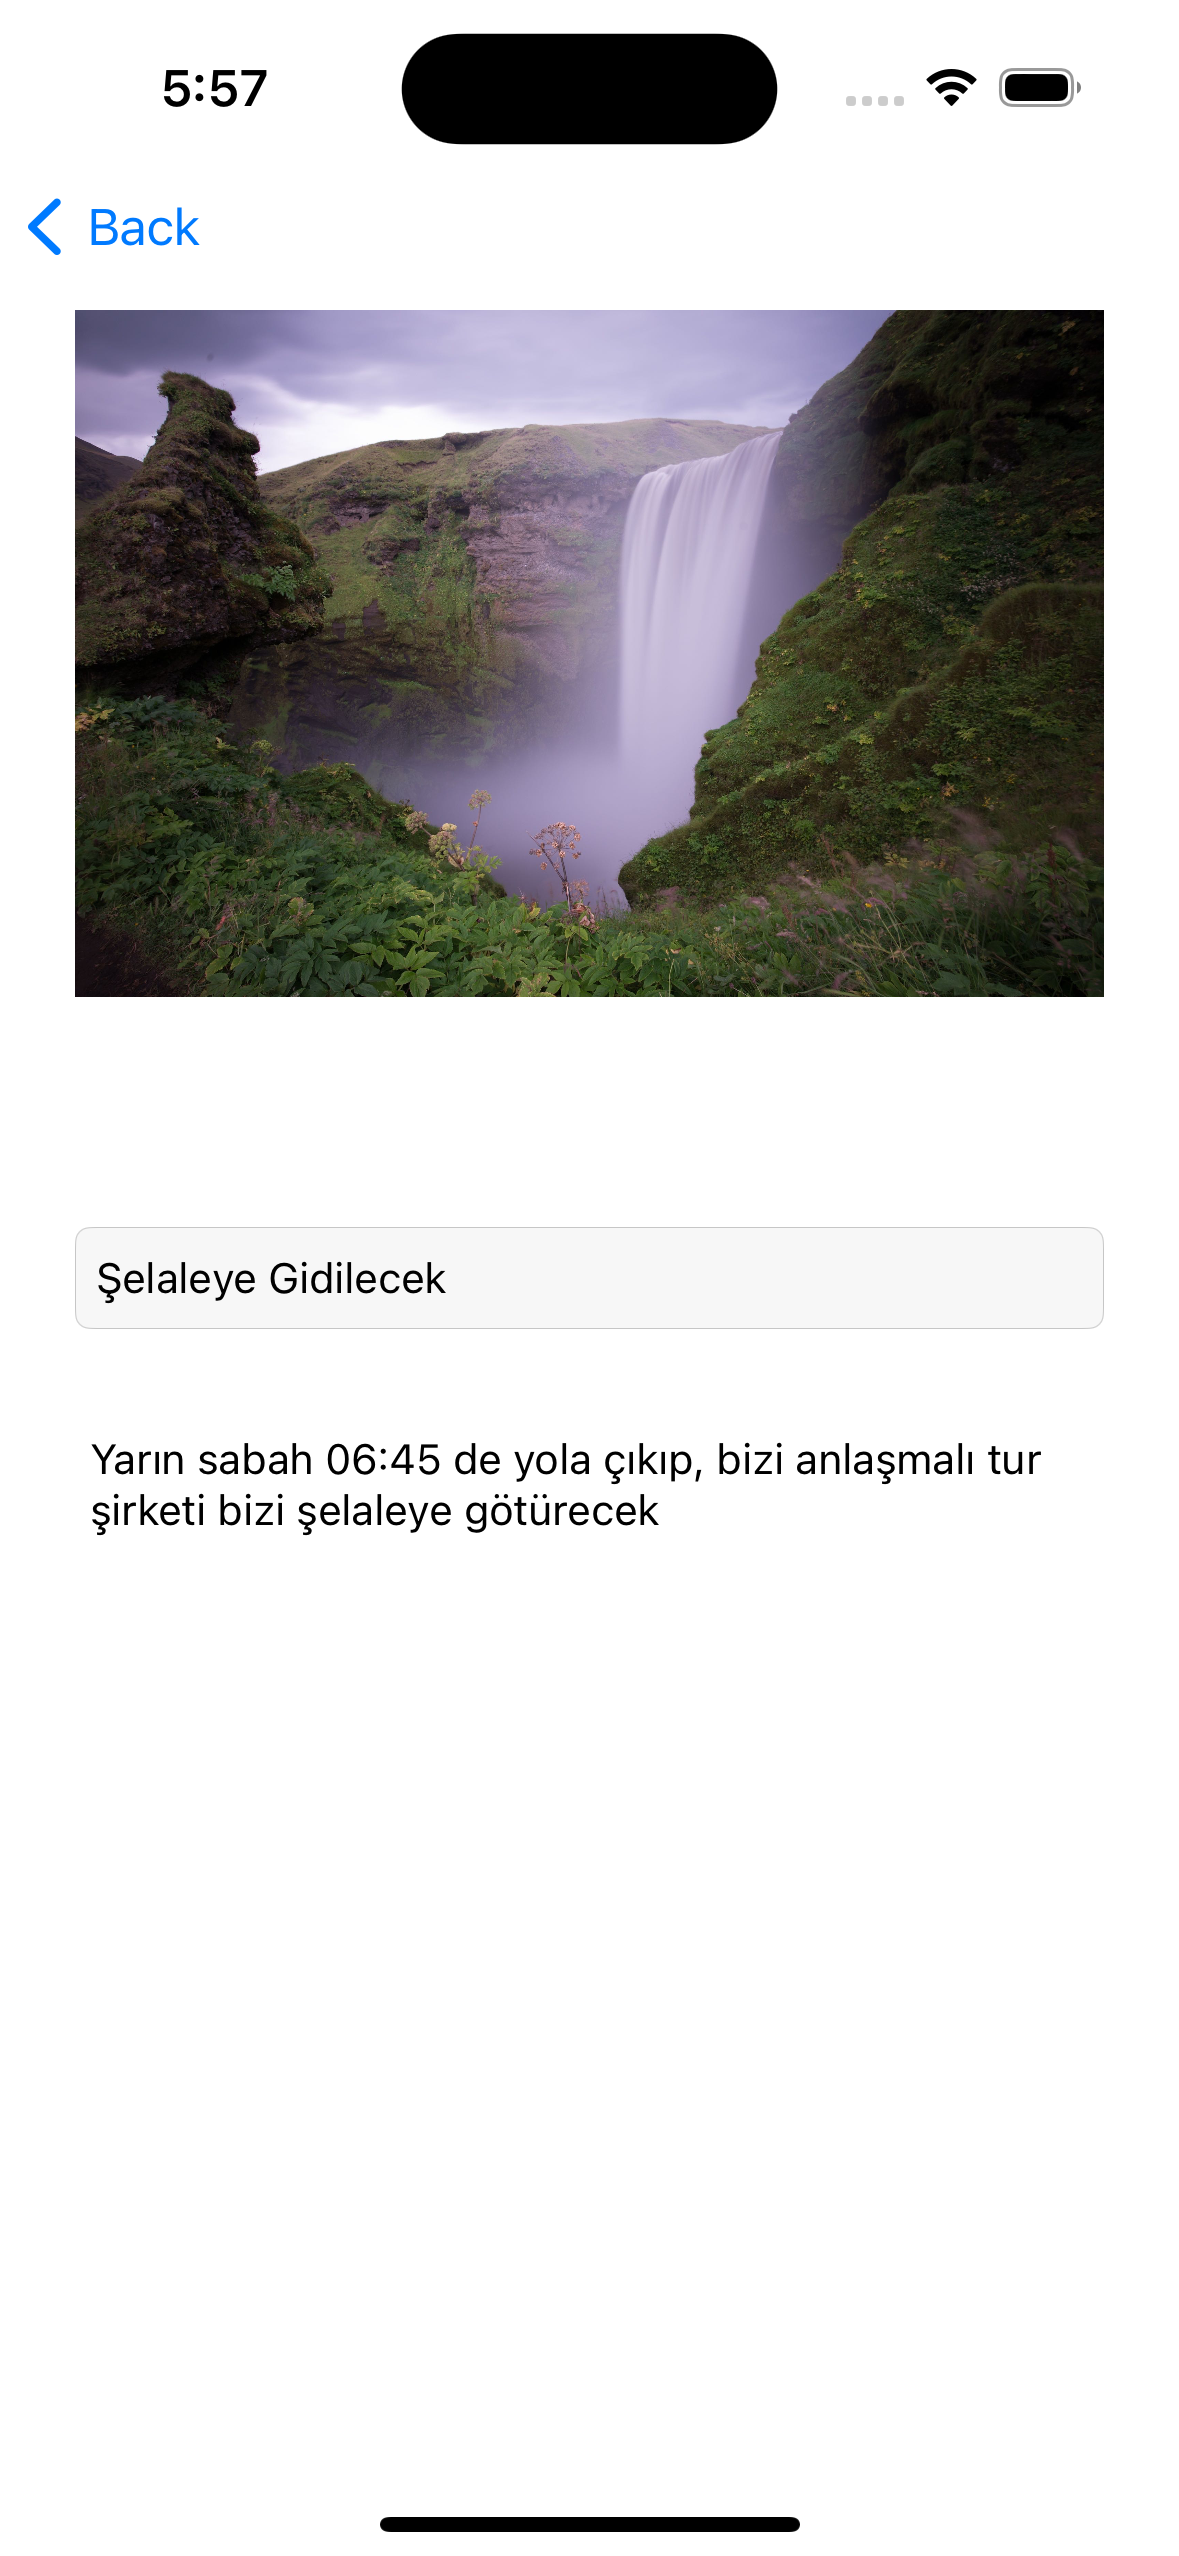 5:57
Back
Şelaleye Gidilecek
Yarın sabah 06:45 de yola çıkıp, bizi anlaşmalı tur
şirketi bizi şelaleye götürecek